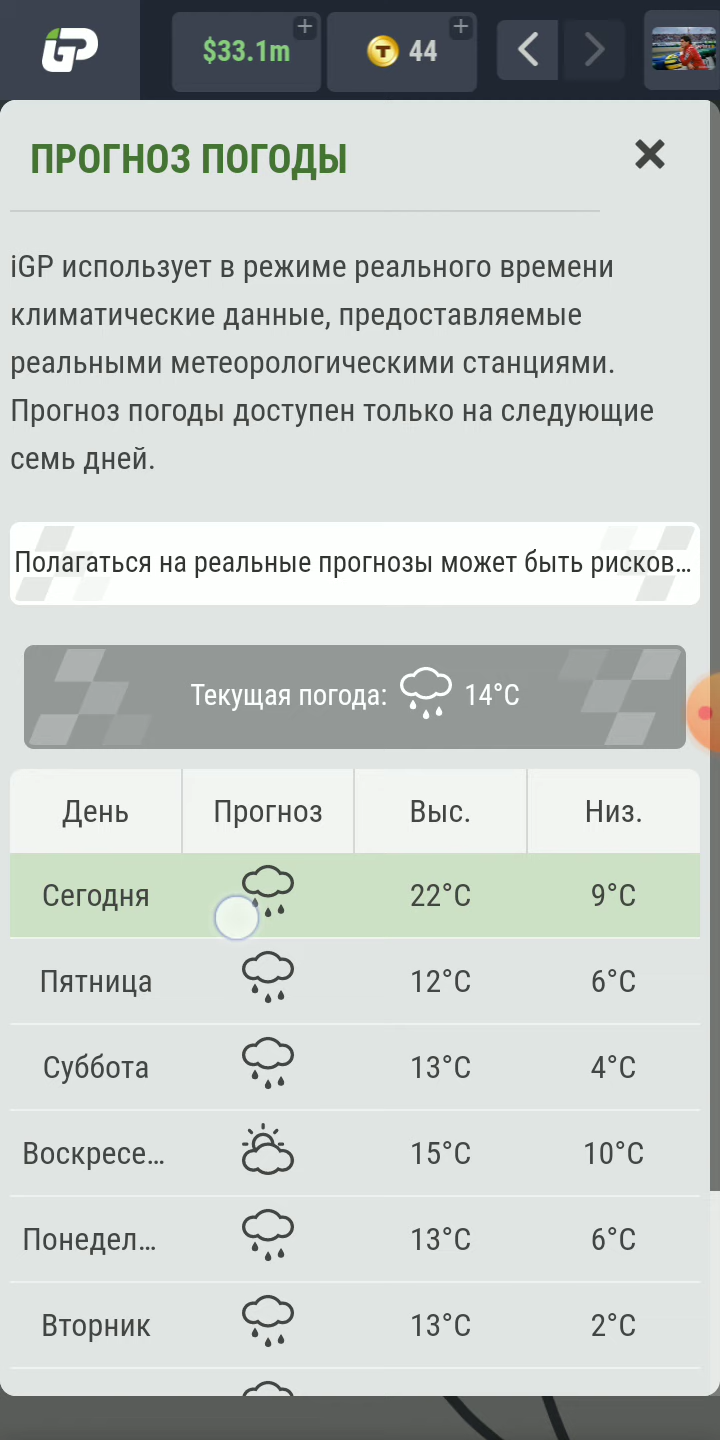 iGP
$33.1m
44
ПРОГНОЗ ПОГОДЫ
iGP использует в режиме реального времени
климатические данные, предоставляемые
реальными метеорологическими станциями.
Прогноз погоды доступен только на следующие
семь дней.
Полагаться на реальные прогнозы может быть рисков...
Текущая погода: 14°C
День Прогноз Выс. Низ.
Сегодня 22°C 9°C
Пятница 12°C 6°C
Суббота 13°C 4°C
Воскресе... 15°C 10°C
Понедел... 13°C 6°C
Вторник 13°C 2°C